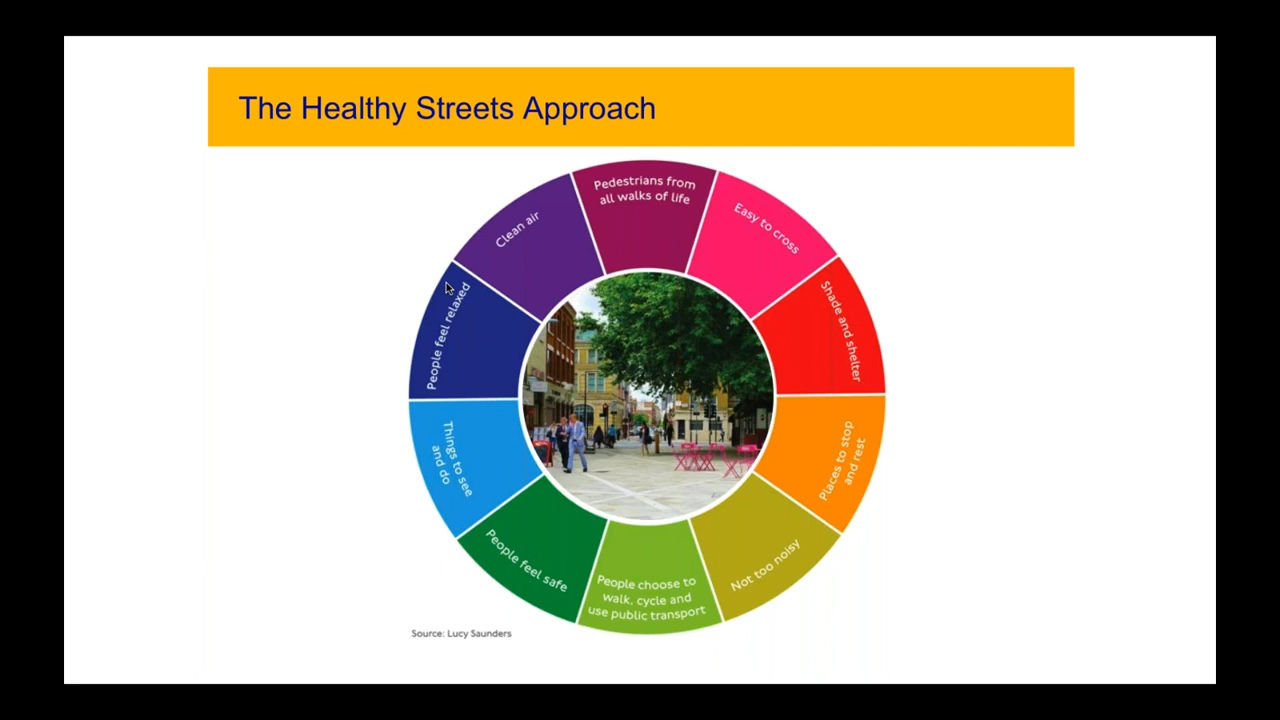 The Healthy Streets Approach
Pedestrians from
all walks of life
Easy to cross
Shade and shelter
Places to stop
and rest
Not too noisy
People choose to
walk, cycle and
use public transport
People feel safe
Things to see
and do
People feel relaxed
Clean air
Source: Lucy Saunders